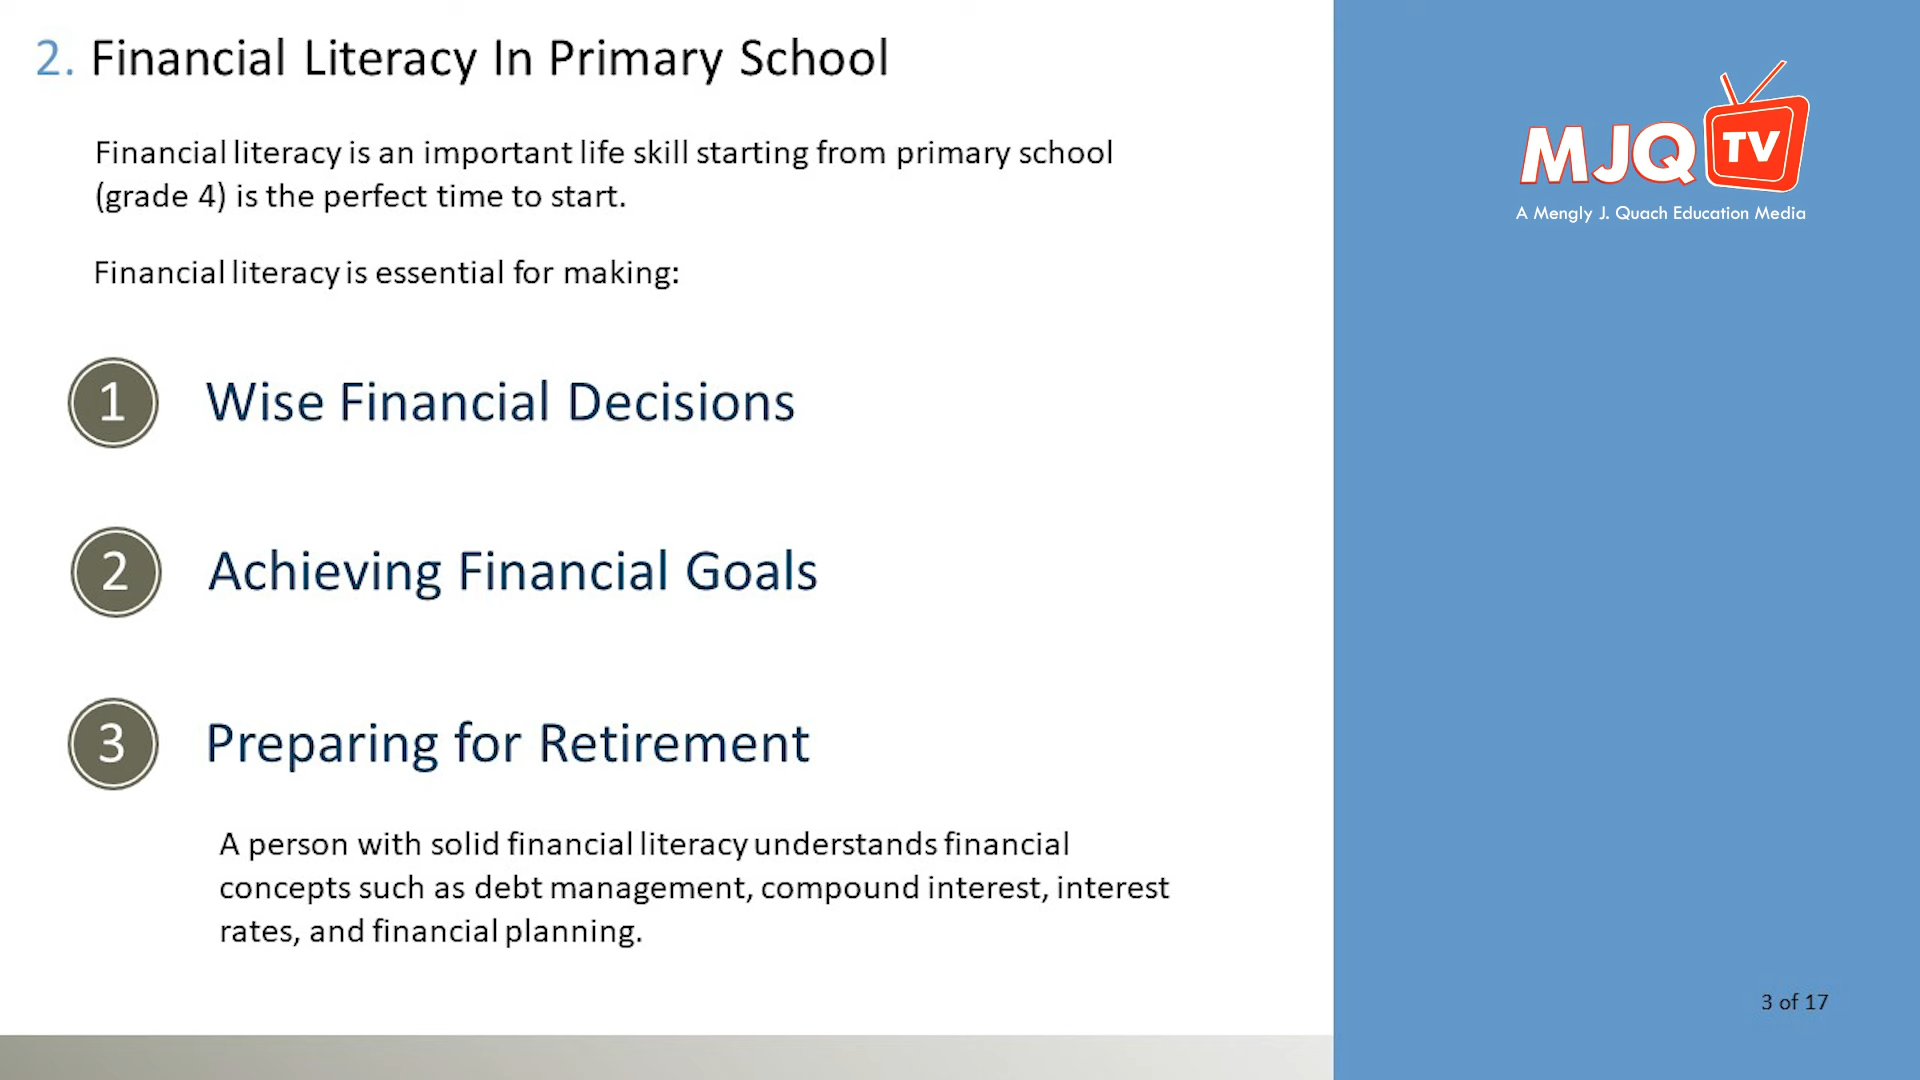 2. Financial Literacy In Primary School
Financial literacy is an important life skill starting from primary school
(grade 4) is the perfect time to start.
Financial literacy is essential for making:
1 Wise Financial Decisions
2 Achieving Financial Goals
3 Preparing for Retirement
A person with solid financial literacy understands financial
concepts such as debt management, compound interest, interest
rates, and financial planning.
MJQ TV
A Mengly J. Quach Education Media
3 of 17